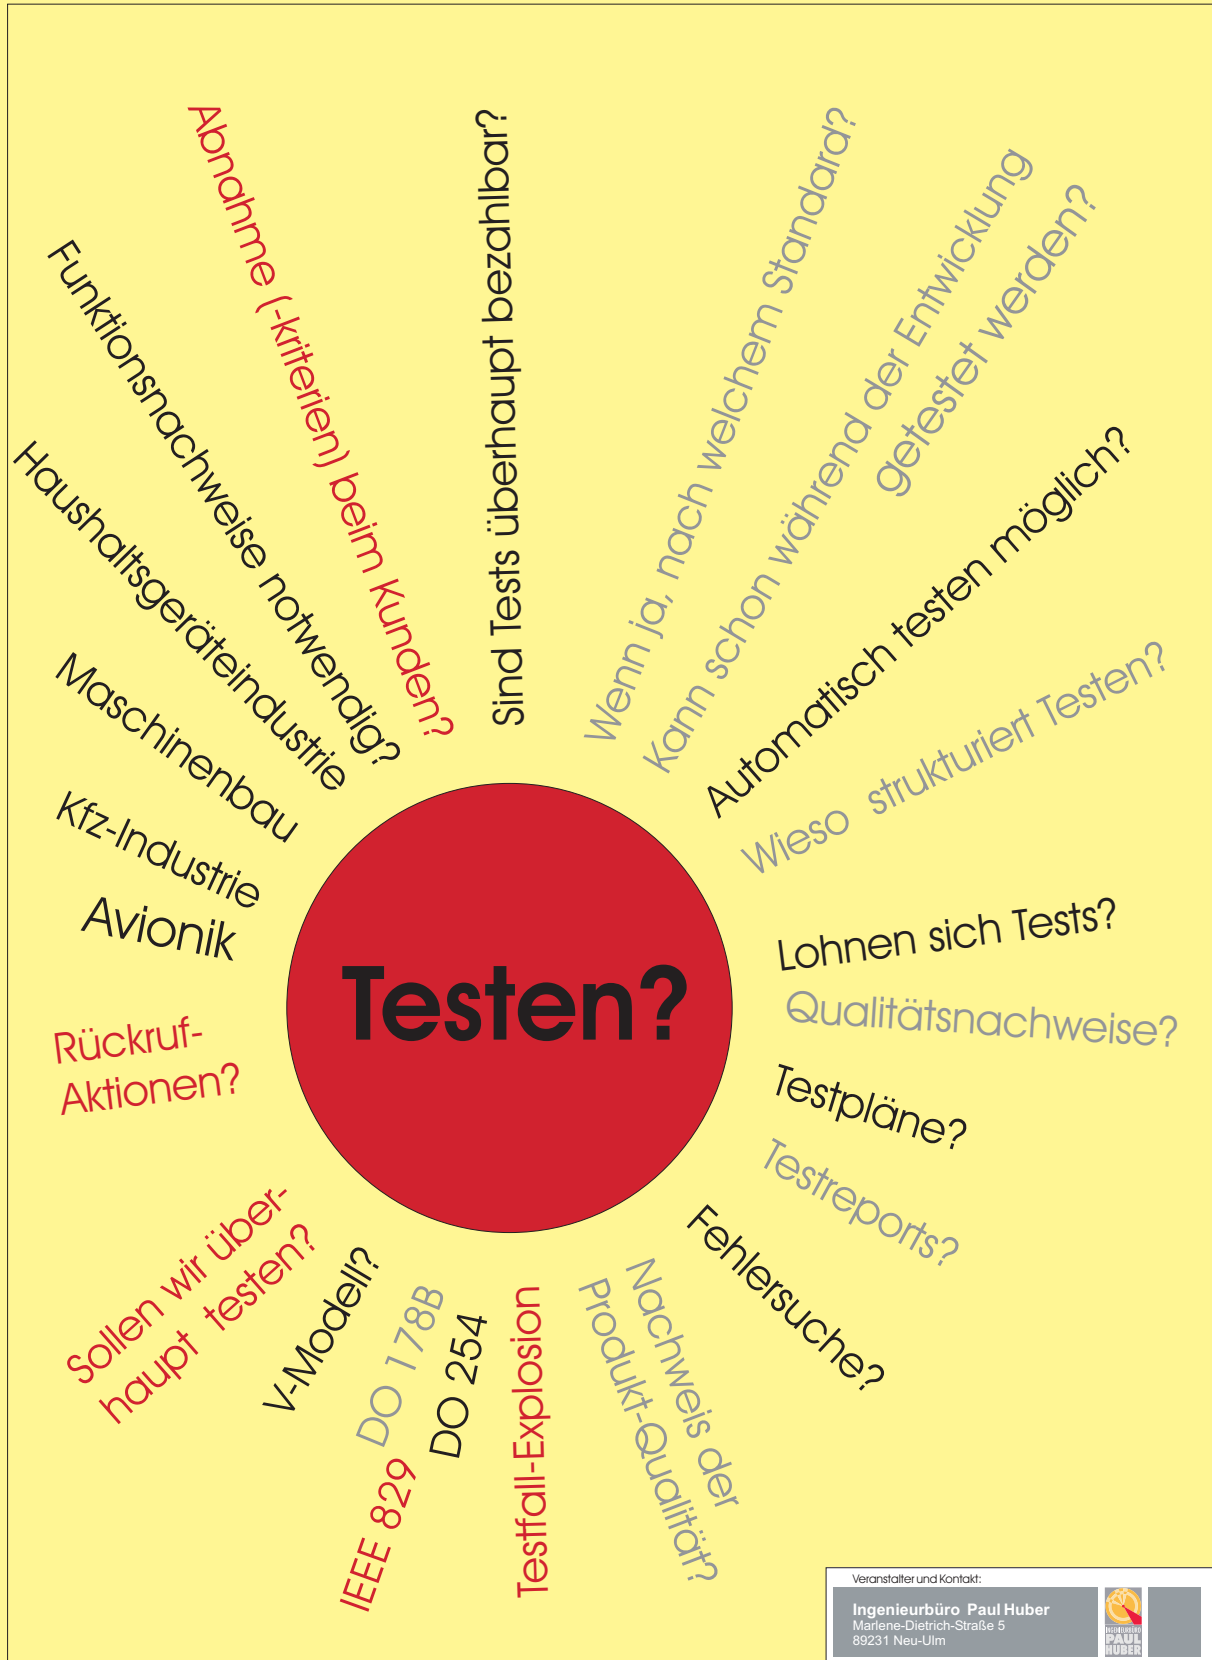 Abnahme (-kriterien) beim Kunden?
Sind Tests überhaupt bezahlbar?
Wenn ja, nach welchem Standard?
Kann schon während der Entwicklung
getestet werden?
Automatisch testen möglich?
Wieso strukturiert Testen?
Lohnen sich Tests?
Qualitätsnachweise?
Testpläne?
Testreports?
Fehlersuche?
Nachweis der
Produkt-Qualität?
Testfall-Explosion
DO 254
DO 178B
IEEE 829
V-Modell?
Sollen wir über-
haupt testen?
Rückruf-
Aktionen?
Avionik
Kfz-Industrie
Maschinenbau
Haushaltsgeräteindustrie
Funktionsnachweise notwendig?
Testen?
Veranstalter und Kontakt:
Ingenieurbüro Paul Huber
Marlene-Dietrich-Straße 5
89231 Neu-Ulm
INGENIEURBÜRO
PAUL
HUBER